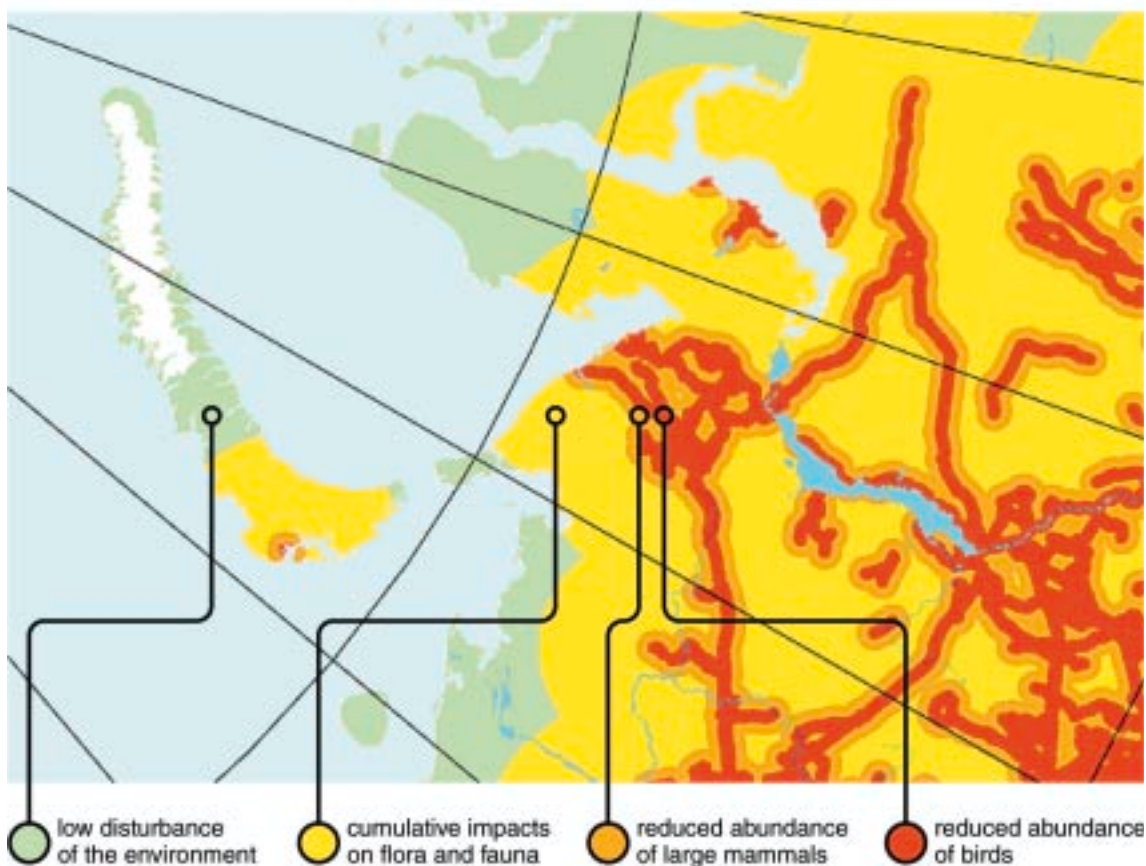 low disturbance
of the environment
cumulative impacts
on flora and fauna
reduced abundance
of large mammals
reduced abundance
of birds